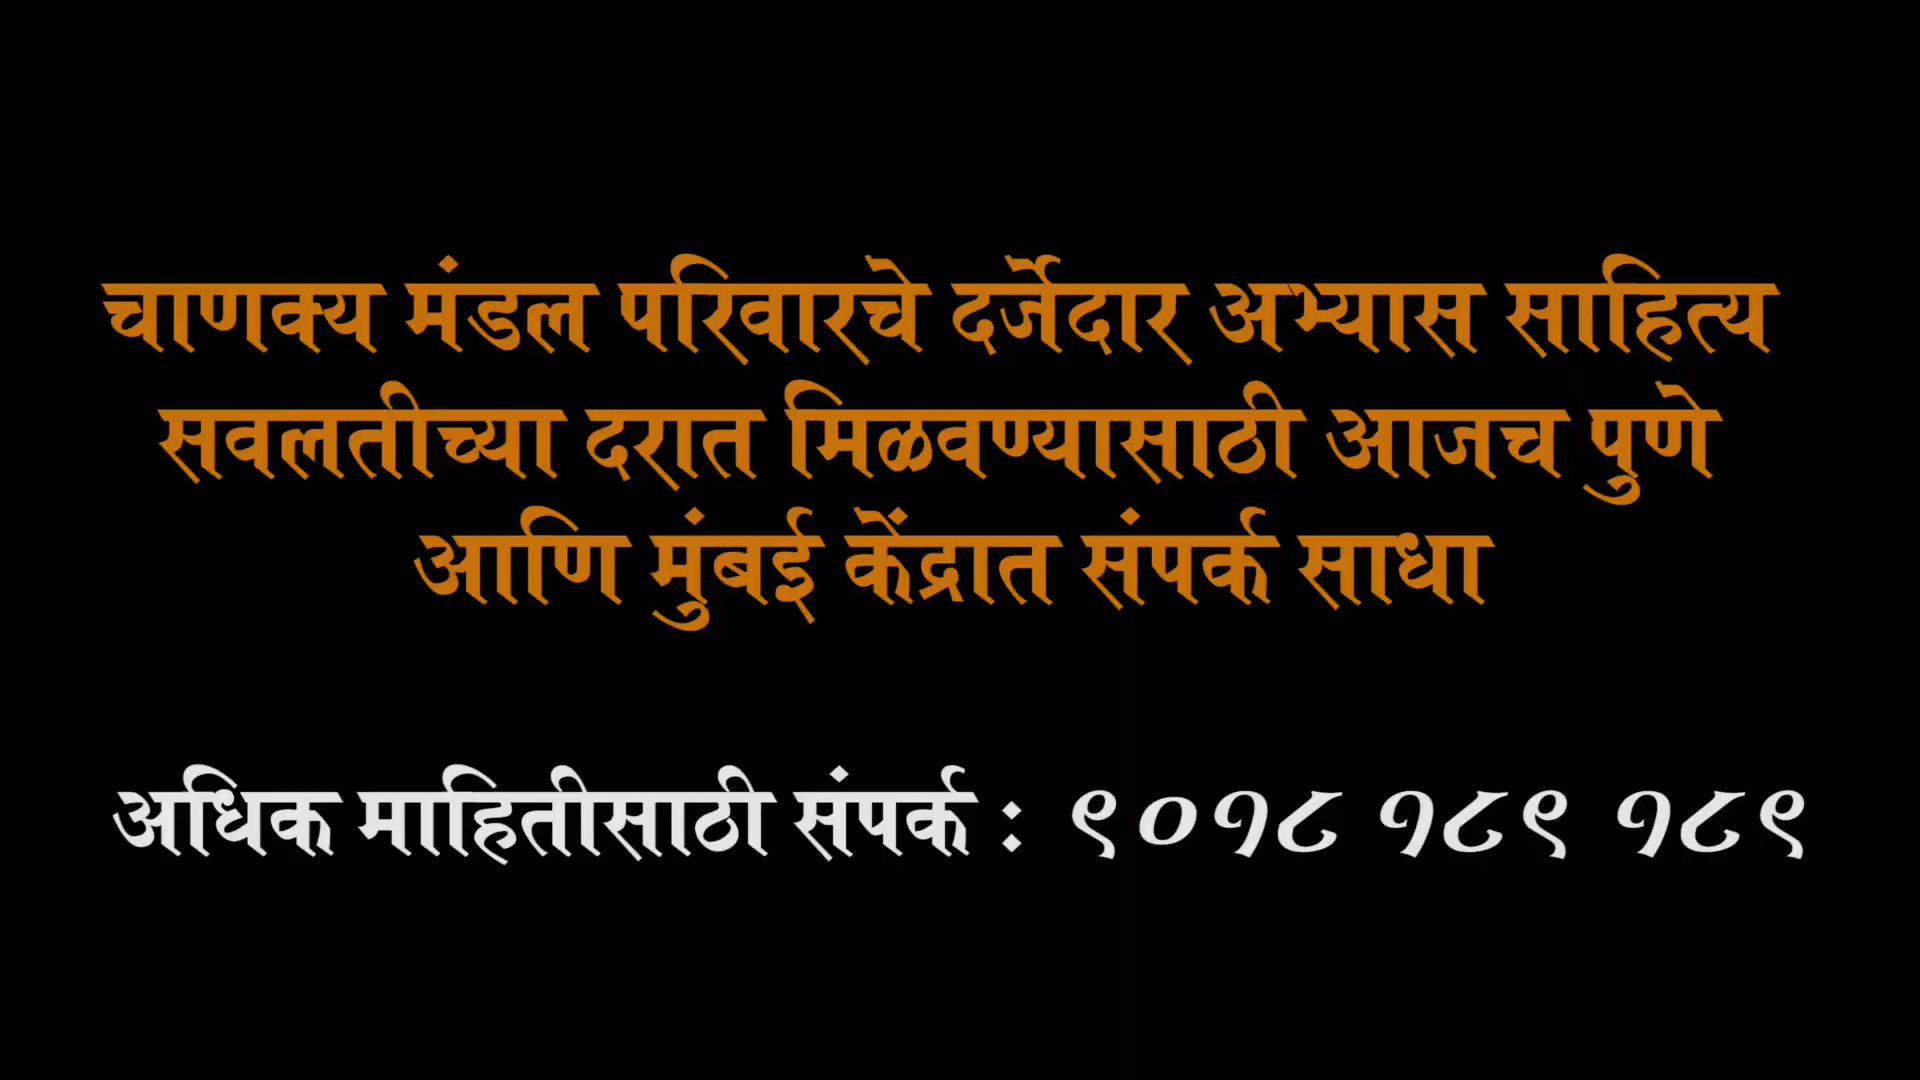 चाणक्य मंडल परिवारचे दर्जेदार अभ्यास साहित्य
सवलतीच्या दरात मिळवण्यासाठी आजच पुणे
आणि मुंबई केंद्रात संपर्क साधा
अधिक माहितीसाठी संपर्क : ९०१८ १८९ १८९